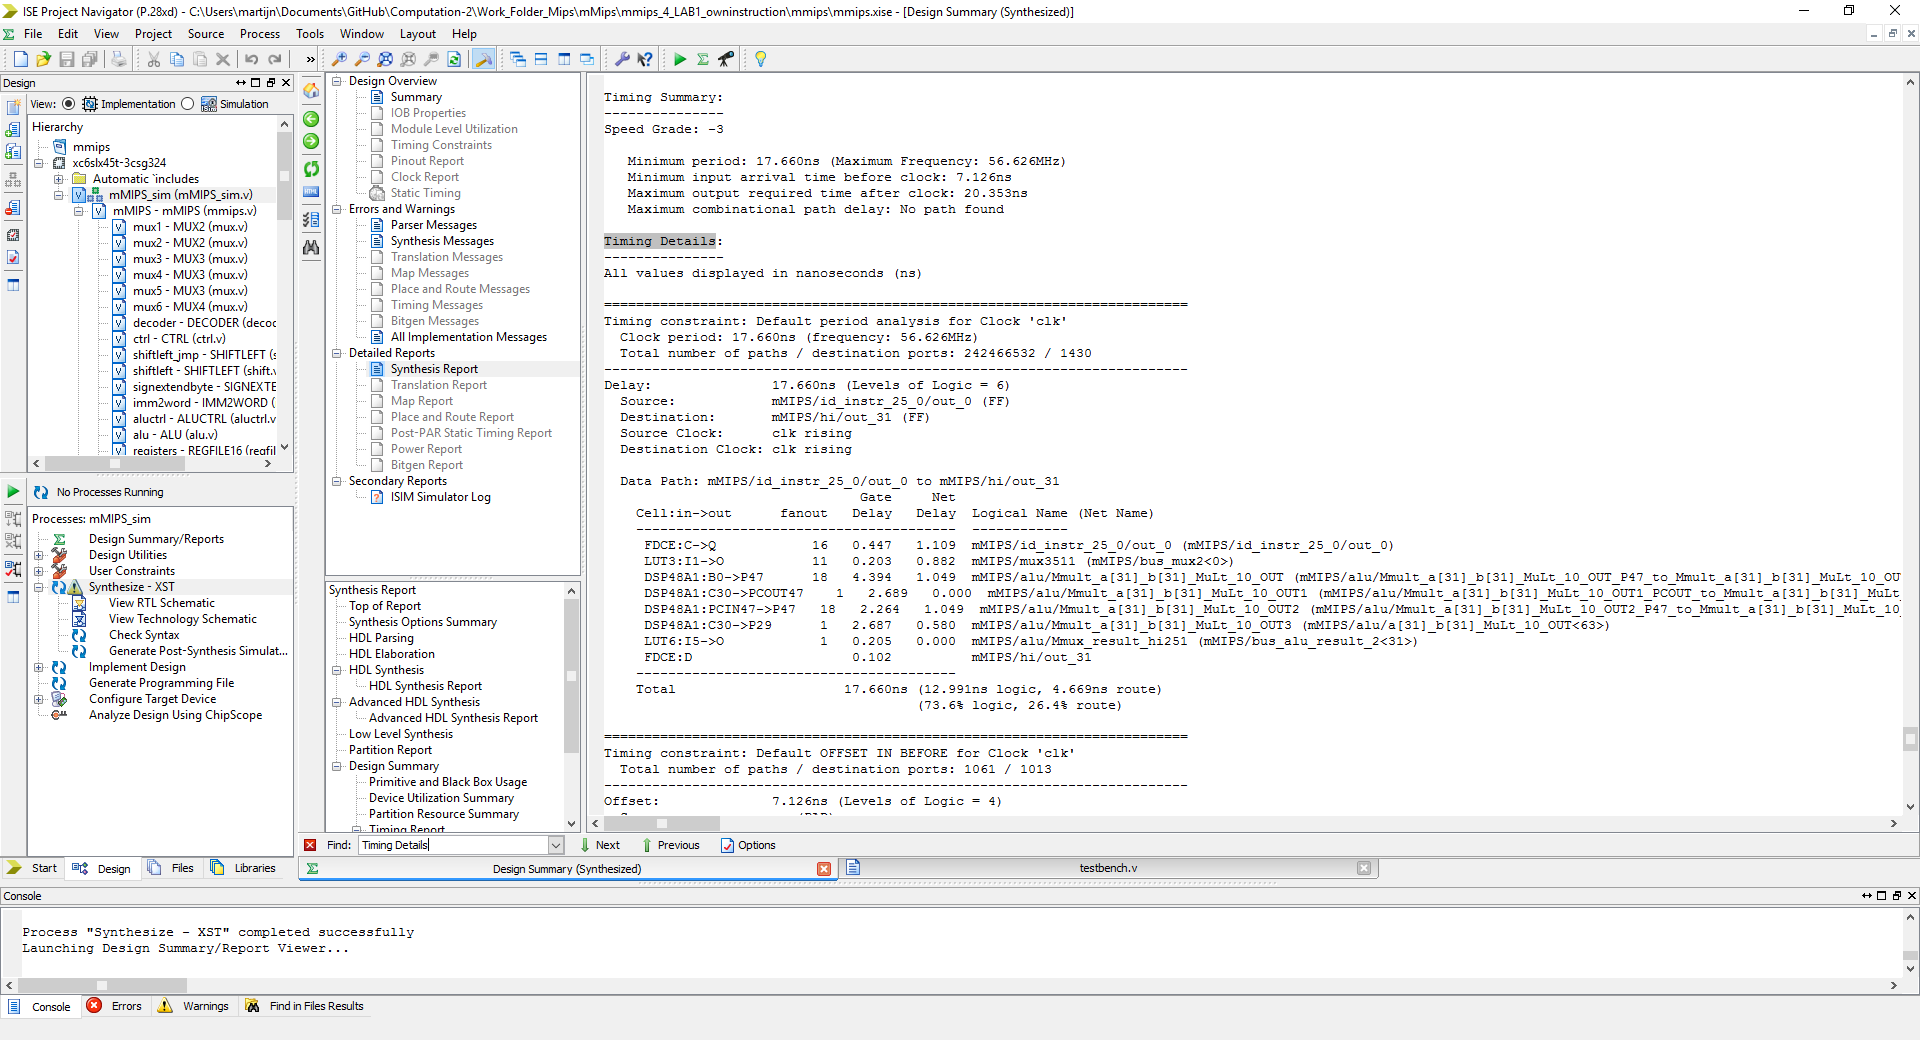 ISE Project Navigator (P.28xd) - C:\Users\martijn\Documents\GitHub\Computation-2\Work_Folder_Mips\mMips\mmips_4_LAB1_owninstruction\mmips\mmips.xise - [Design Summary (Synthesized)]
File Edit View Project Source Process Tools Window Layout Help
Design
View: Implementation Simulation
Hierarchy
mmips
xc6slx45t-3csg324
Automatic `includes
mMIPS_sim (mMIPS_sim.v)
mMIPS - mMIPS (mmips.v)
mux1 - MUX2 (mux.v)
mux2 - MUX2 (mux.v)
mux3 - MUX3 (mux.v)
mux4 - MUX3 (mux.v)
mux5 - MUX3 (mux.v)
mux6 - MUX4 (mux.v)
decoder - DECODER (decoc
ctrl - CTRL (ctrl.v)
shiftleft_jmp - SHIFTLEFT (s
shiftleft - SHIFTLEFT (shift.v
signextendbyte - SIGNEXTE
imm2word - IMM2WORD (
aluctrl - ALUCTRL (aluctrl.v
alu - ALU (alu.v)
registers - REGFILE16 (regfil
No Processes Running
Processes: mMIPS_sim
Design Summary/Reports
Design Utilities
User Constraints
Synthesize - XST
View RTL Schematic
View Technology Schematic
Check Syntax
Generate Post-Synthesis Simulat...
Implement Design
Generate Programming File
Configure Target Device
Analyze Design Using ChipScope
Start Design Files Libraries
Design Overview
Summary
IOB Properties
Module Level Utilization
Timing Constraints
Pinout Report
Clock Report
Static Timing
Errors and Warnings
Parser Messages
Synthesis Messages
Translation Messages
Map Messages
Place and Route Messages
Timing Messages
Bitgen Messages
All Implementation Messages
Detailed Reports
Synthesis Report
Translation Report
Map Report
Place and Route Report
Post-PAR Static Timing Report
Power Report
Bitgen Report
Secondary Reports
ISIM Simulator Log
Synthesis Report
Top of Report
Synthesis Options Summary
HDL Parsing
HDL Elaboration
HDL Synthesis
HDL Synthesis Report
Advanced HDL Synthesis
Advanced HDL Synthesis Report
Low Level Synthesis
Partition Report
Design Summary
Primitive and Black Box Usage
Device Utilization Summary
Partition Resource Summary
Timing Report
Timing Summary:
---------------
Speed Grade: -3
Minimum period: 17.660ns (Maximum Frequency: 56.626MHz)
Minimum input arrival time before clock: 7.126ns
Maximum output required time after clock: 20.353ns
Maximum combinational path delay: No path found
Timing Details:
---------------
All values displayed in nanoseconds (ns)
=========================================================================
Timing constraint: Default period analysis for Clock 'clk'
Clock period: 17.660ns (frequency: 56.626MHz)
Total number of paths / destination ports: 242466532 / 1430
-------------------------------------------------------------------------
Delay: 17.660ns (Levels of Logic = 6)
Source: mMIPS/id_instr_25_0/out_0 (FF)
Destination: mMIPS/hi/out_31 (FF)
Source Clock: clk rising
Destination Clock: clk rising
Data Path: mMIPS/id_instr_25_0/out_0 to mMIPS/hi/out_31
Gate Net
Cell:in->out fanout Delay Delay Logical Name (Net Name)
---------------------------------------- ------------
FDCE:C->Q 16 0.447 1.109 mMIPS/id_instr_25_0/out_0 (mMIPS/id_instr_25_0/out_0)
LUT3:I1->O 11 0.203 0.882 mMIPS/mux3511 (mMIPS/bus_mux2<0>)
DSP48A1:B0->P47 18 4.394 1.049 mMIPS/alu/Mmult_a[31]_b[31]_MuLt_10_OUT (mMIPS/alu/Mmult_a[31]_b[31]_MuLt_10_OUT_P47_to_Mmult_a[31]_b[31]_MuLt_10_OU
DSP48A1:C30->PCOUT47 1 2.689 0.000 mMIPS/alu/Mmult_a[31]_b[31]_MuLt_10_OUT1 (mMIPS/alu/Mmult_a[31]_b[31]_MuLt_10_OUT1_PCOUT_to_Mmult_a[31]_b[31]_MuLt_
DSP48A1:PCIN47->P47 18 2.264 1.049 mMIPS/alu/Mmult_a[31]_b[31]_MuLt_10_OUT2 (mMIPS/alu/Mmult_a[31]_b[31]_MuLt_10_OUT2_P47_to_Mmult_a[31]_b[31]_MuLt_10_
DSP48A1:C30->P29 1 2.687 0.580 mMIPS/alu/Mmult_a[31]_b[31]_MuLt_10_OUT3 (mMIPS/alu/a[31]_b[31]_MuLt_10_OUT<63>)
LUT6:I5->O 1 0.205 0.000 mMIPS/alu/Mmux_result_hi251 (mMIPS/bus_alu_result_2<31>)
FDCE:D 0.102 mMIPS/hi/out_31
----------------------------------------
Total 17.660ns (12.991ns logic, 4.669ns route)
(73.6% logic, 26.4% route)
=========================================================================
Timing constraint: Default OFFSET IN BEFORE for Clock 'clk'
Total number of paths / destination ports: 1061 / 1013
-------------------------------------------------------------------------
Offset: 7.126ns (Levels of Logic = 4)
Find: Timing Details Next Previous Options
Design Summary (Synthesized) testbench.v
Console
Process "Synthesize - XST" completed successfully
Launching Design Summary/Report Viewer...
Console Errors Warnings Find in Files Results